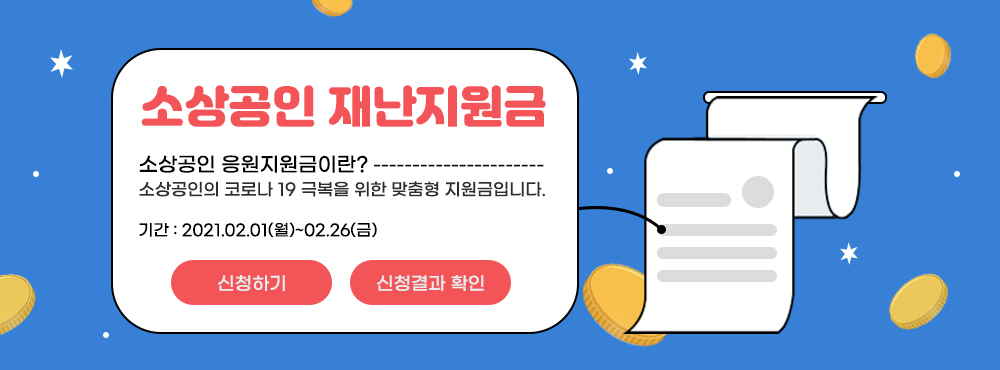 소상공인 재난지원금
소상공인 응원지원금이란? ----------------------
소상공인의 코로나 19 극복을 위한 맞춤형 지원금입니다.
기간 : 2021.02.01(월)~02.26(금)
신청하기 신청결과 확인